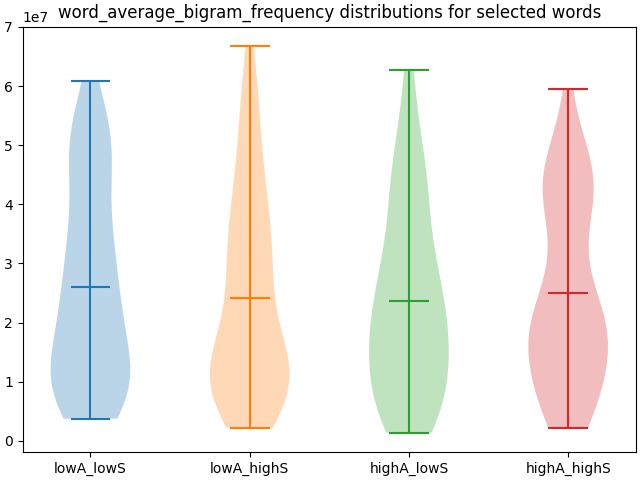 word_average_bigram_frequency distributions for selected words
1e7
7
6
5
4
3
2
1
0
lowA_lowS
lowA_highS
highA_lowS
highA_highS